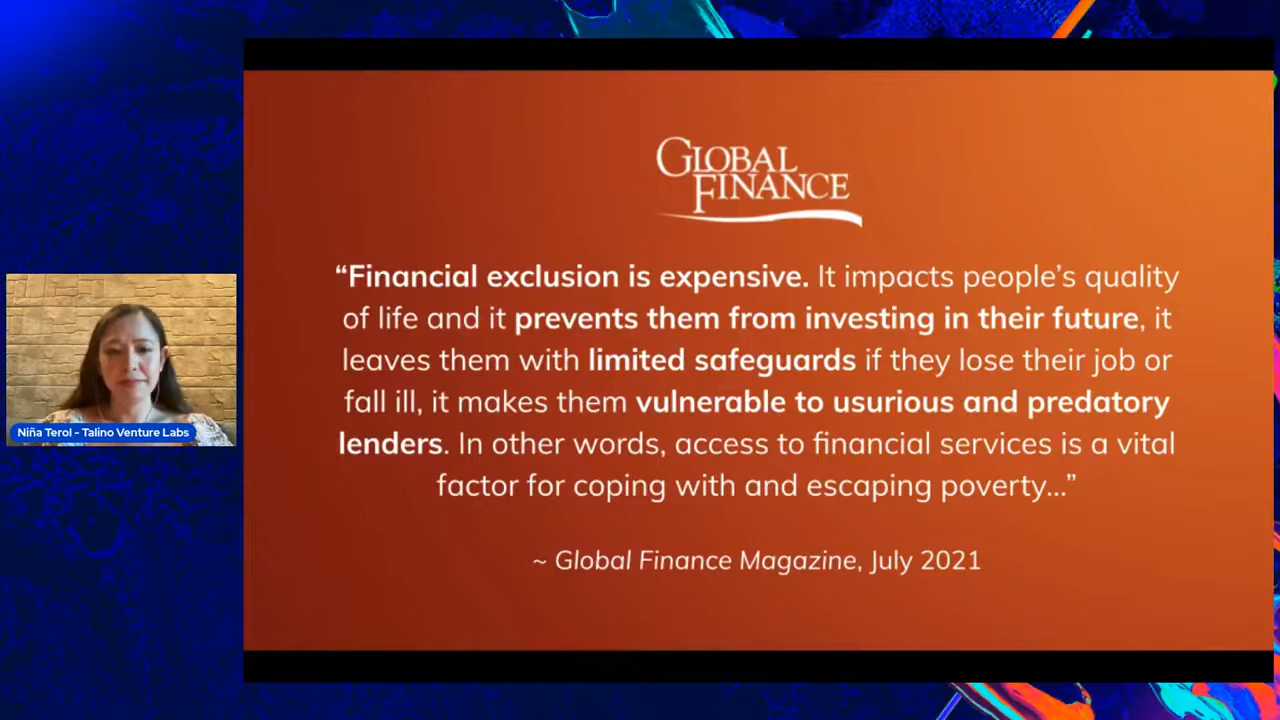 GLOBAL
FINANCE
“Financial exclusion is expensive. It impacts people’s quality
of life and it prevents them from investing in their future, it
leaves them with limited safeguards if they lose their job or
fall ill, it makes them vulnerable to usurious and predatory
lenders. In other words, access to financial services is a vital
factor for coping with and escaping poverty...”
~ Global Finance Magazine, July 2021
Niña Terol - Talino Venture Labs